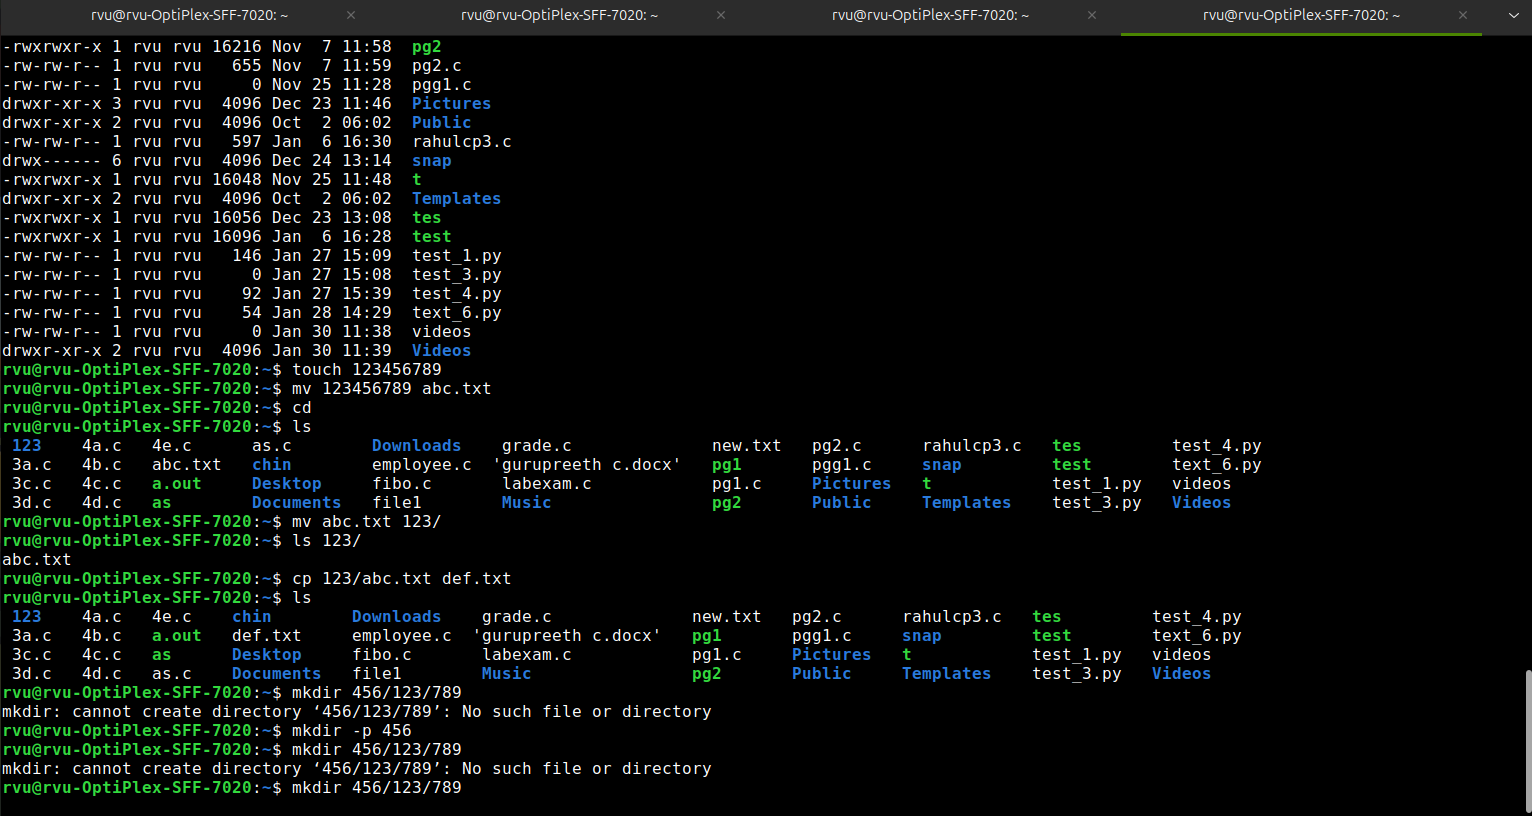 rvu@rvu-OptiPlex-SFF-7020: ~ × rvu@rvu-OptiPlex-SFF-7020: ~ × rvu@rvu-OptiPlex-SFF-7020: ~ × rvu@rvu-OptiPlex-SFF-7020: ~ ×
-rwxrwxr-x 1 rvu rvu 16216 Nov  7 11:58  pg2
-rw-rw-r-- 1 rvu rvu   655 Nov  7 11:59  pg2.c
-rw-rw-r-- 1 rvu rvu     0 Nov 25 11:28  pgg1.c
drwxr-xr-x 3 rvu rvu  4096 Dec 23 11:46  Pictures
drwxr-xr-x 2 rvu rvu  4096 Oct  2 06:02  Public
-rw-rw-r-- 1 rvu rvu   597 Jan  6 16:30  rahulcp3.c
drwx------ 6 rvu rvu  4096 Dec 24 13:14  snap
-rwxrwxr-x 1 rvu rvu 16048 Nov 25 11:48  t
drwxr-xr-x 2 rvu rvu  4096 Oct  2 06:02  Templates
-rwxrwxr-x 1 rvu rvu 16056 Dec 23 13:08  tes
-rwxrwxr-x 1 rvu rvu 16096 Jan  6 16:28  test
-rw-rw-r-- 1 rvu rvu   146 Jan 27 15:09  test_1.py
-rw-rw-r-- 1 rvu rvu     0 Jan 27 15:08  test_3.py
-rw-rw-r-- 1 rvu rvu    92 Jan 27 15:39  test_4.py
-rw-rw-r-- 1 rvu rvu    54 Jan 28 14:29  text_6.py
-rw-rw-r-- 1 rvu rvu     0 Jan 30 11:38  videos
drwxr-xr-x 2 rvu rvu  4096 Jan 30 11:39  Videos
rvu@rvu-OptiPlex-SFF-7020:~$ touch 123456789
rvu@rvu-OptiPlex-SFF-7020:~$ mv 123456789 abc.txt
rvu@rvu-OptiPlex-SFF-7020:~$ cd
rvu@rvu-OptiPlex-SFF-7020:~$ ls
 123    4a.c   4e.c      as.c        Downloads    grade.c              new.txt   pg2.c      rahulcp3.c   tes         test_4.py
 3a.c   4b.c   abc.txt   chin        employee.c  'gurupreeth c.docx'   pg1       pgg1.c     snap         test        text_6.py
 3c.c   4c.c   a.out     Desktop     fibo.c       labexam.c            pg1.c     Pictures   t            test_1.py   videos
 3d.c   4d.c   as        Documents   file1        Music                pg2       Public     Templates    test_3.py   Videos
rvu@rvu-OptiPlex-SFF-7020:~$ mv abc.txt 123/
rvu@rvu-OptiPlex-SFF-7020:~$ ls 123/
abc.txt
rvu@rvu-OptiPlex-SFF-7020:~$ cp 123/abc.txt def.txt
rvu@rvu-OptiPlex-SFF-7020:~$ ls
 123    4a.c   4e.c    chin        Downloads    grade.c              new.txt   pg2.c      rahulcp3.c   tes         test_4.py
 3a.c   4b.c   a.out   def.txt     employee.c  'gurupreeth c.docx'   pg1       pgg1.c     snap         test        text_6.py
 3c.c   4c.c   as      Desktop     fibo.c       labexam.c            pg1.c     Pictures   t            test_1.py   videos
 3d.c   4d.c   as.c    Documents   file1        Music                pg2       Public     Templates    test_3.py   Videos
rvu@rvu-OptiPlex-SFF-7020:~$ mkdir 456/123/789
mkdir: cannot create directory ‘456/123/789’: No such file or directory
rvu@rvu-OptiPlex-SFF-7020:~$ mkdir -p 456
rvu@rvu-OptiPlex-SFF-7020:~$ mkdir 456/123/789
mkdir: cannot create directory ‘456/123/789’: No such file or directory
rvu@rvu-OptiPlex-SFF-7020:~$ mkdir 456/123/789